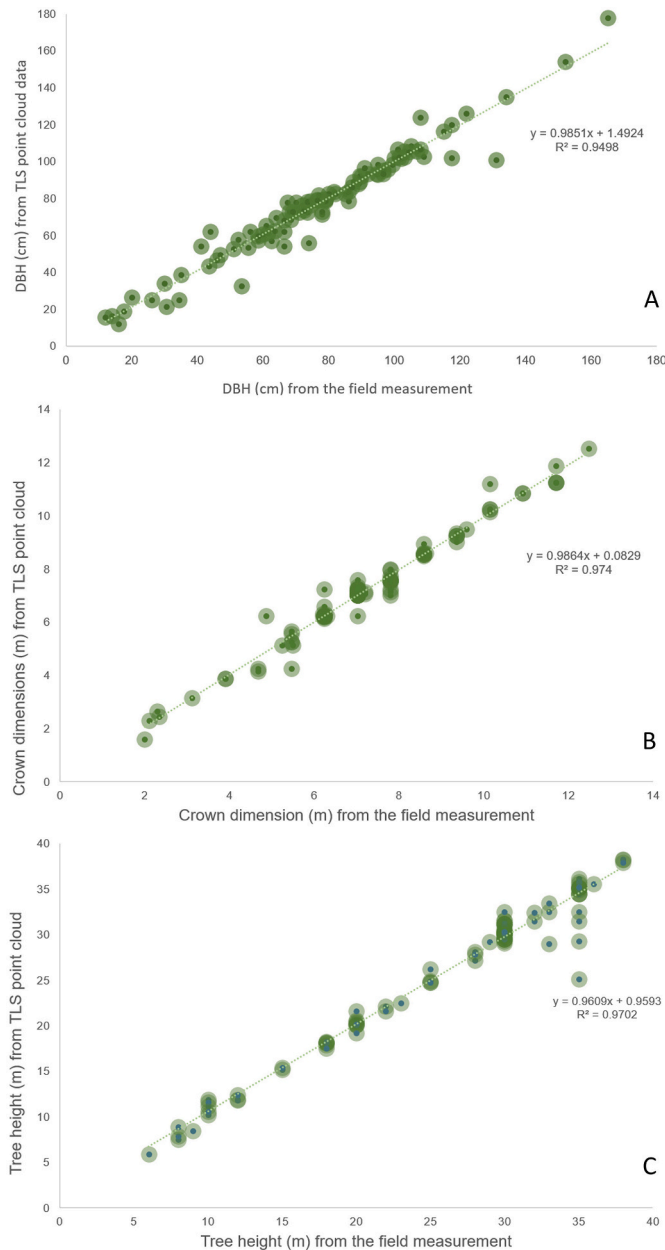 180
160
140
120
100
80
60
40
20
0
DBH (cm) from TLS point cloud data
y = 0.9851x + 1.4924
R² = 0.9498
A
0 20 40 60 80 100 120 140 160 180
DBH (cm) from the field measurement
14
12
10
8
6
4
2
0
Crown dimensions (m) from TLS point cloud
y = 0.9864x + 0.0829
R² = 0.974
B
0 2 4 6 8 10 12 14
Crown dimension (m) from the field measurement
40
35
30
25
20
15
10
5
0
Tree height (m) from TLS point cloud
y = 0.9609x + 0.9593
R² = 0.9702
C
0 5 10 15 20 25 30 35 40
Tree height (m) from the field measurement